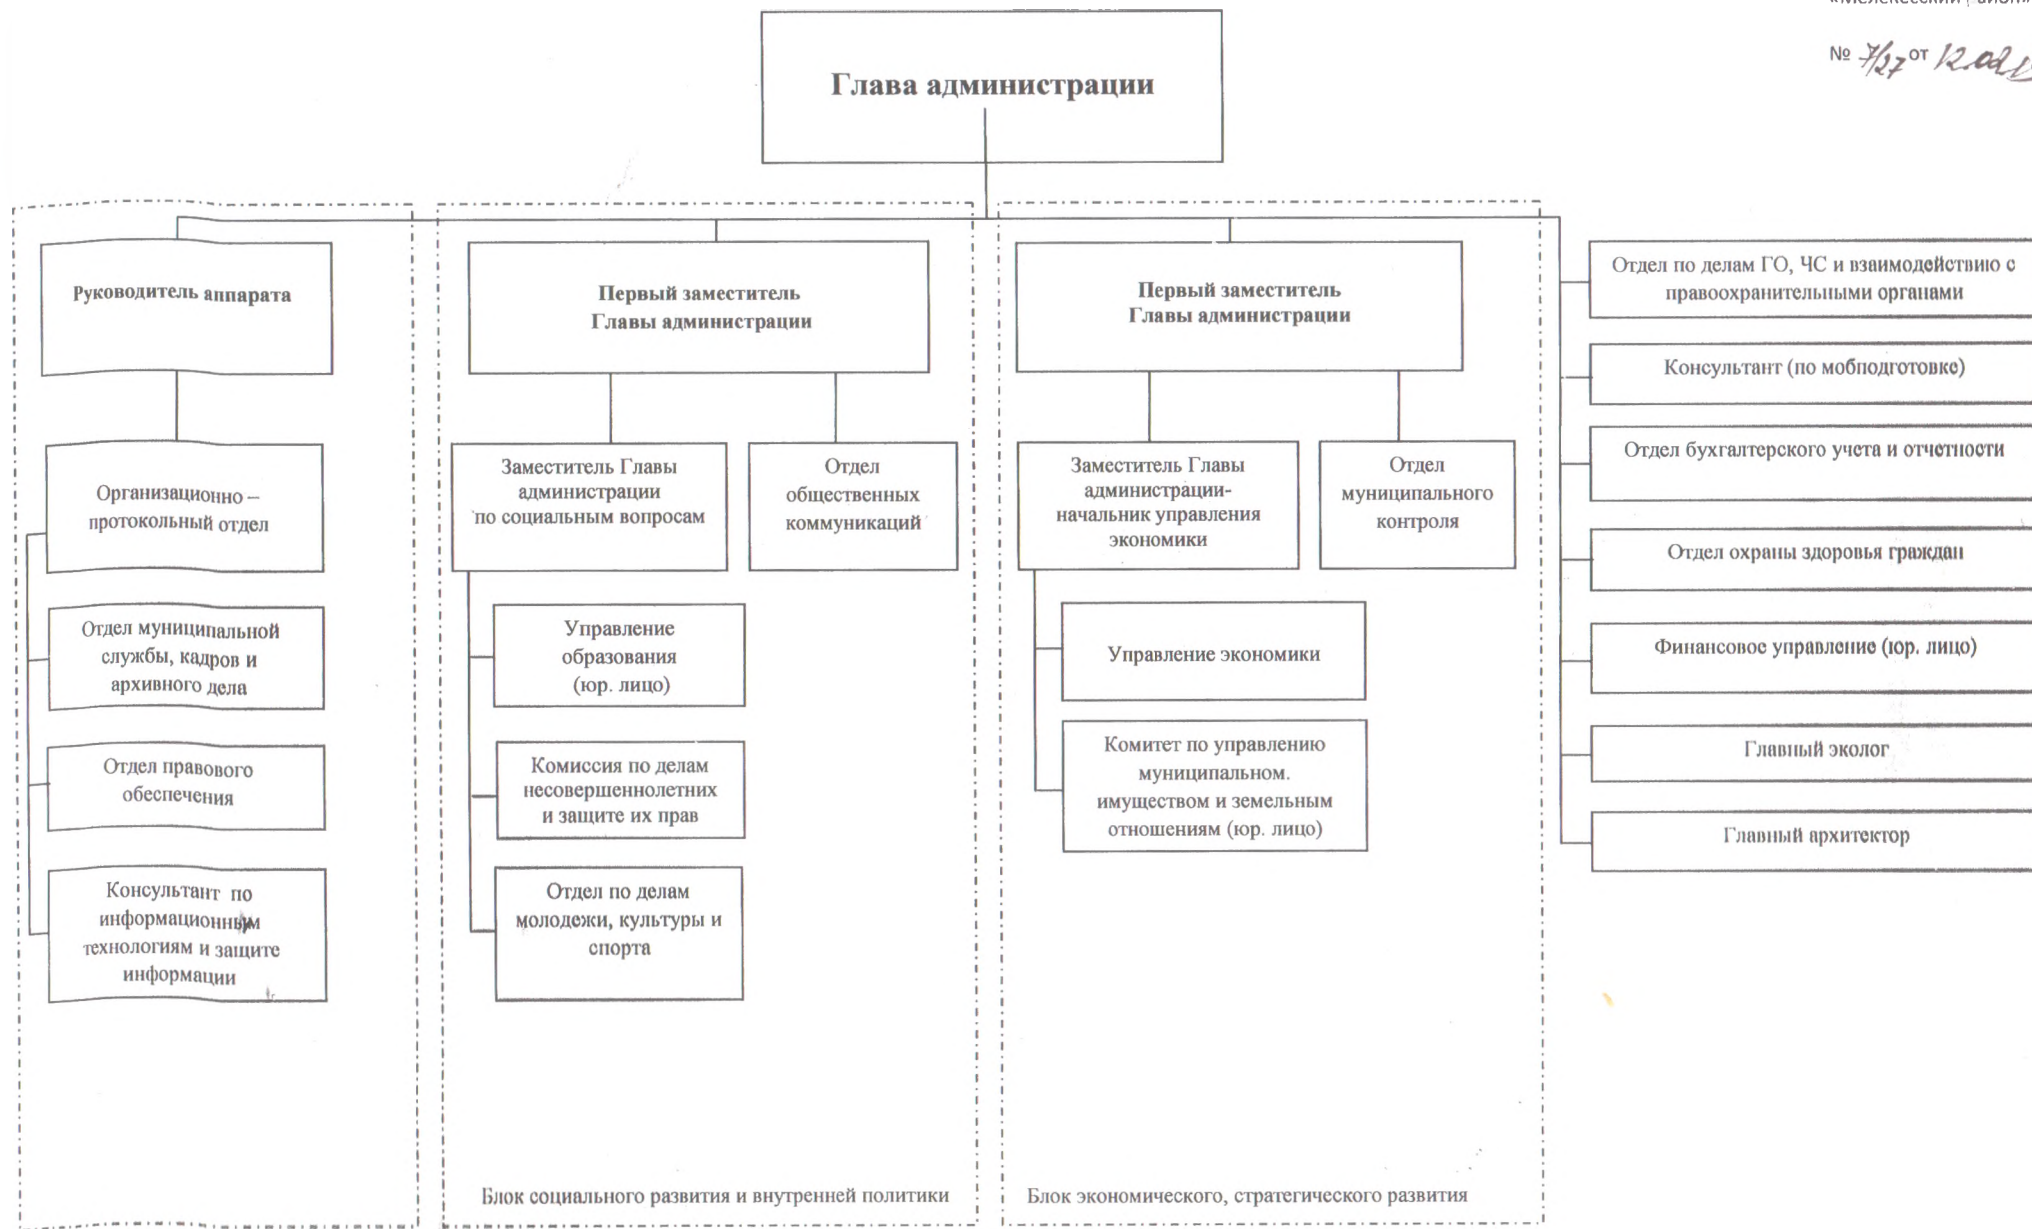 № 7/27 от 12.02
Глава администрации
Руководитель аппарата
Организационно –
протокольный отдел
Отдел муниципальной
службы, кадров и
архивного дела
Отдел правового
обеспечения
Консультант по
информационным
технологиям и защите
информации
Первый заместитель
Главы администрации
Заместитель Главы
администрации
по социальным вопросам
Отдел
общественных
коммуникаций
Управление
образования
(юр. лицо)
Комиссия по делам
несовершеннолетних
и защите их прав
Отдел по делам
молодежи, культуры и
спорта
Блок социального развития и внутренней политики
Первый заместитель
Главы администрации
Заместитель Главы
администрации-
начальник управления
экономики
Отдел
муниципального
контроля
Управление экономики
Комитет по управлению
муниципальном.
имуществом и земельным
отношениям (юр. лицо)
Блок экономического, стратегического развития
Отдел по делам ГО, ЧС и взаимодействию с
правоохранительными органами
Консультант (по мобподготовке)
Отдел бухгалтерского учета и отчетности
Отдел охраны здоровья граждан
Финансовое управление (юр. лицо)
Главный эколог
Главный архитектор